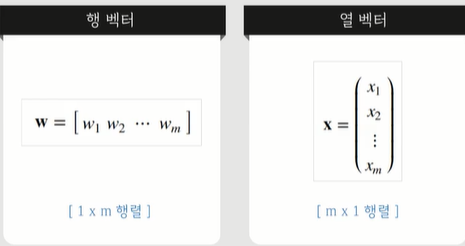 행 벡터
w = [ w₁ w₂ ⋯ wₘ ]
[ 1 x m 행렬 ]
열 벡터
x₁
x₂
x = ⋮
xₘ
[ m x 1 행렬 ]